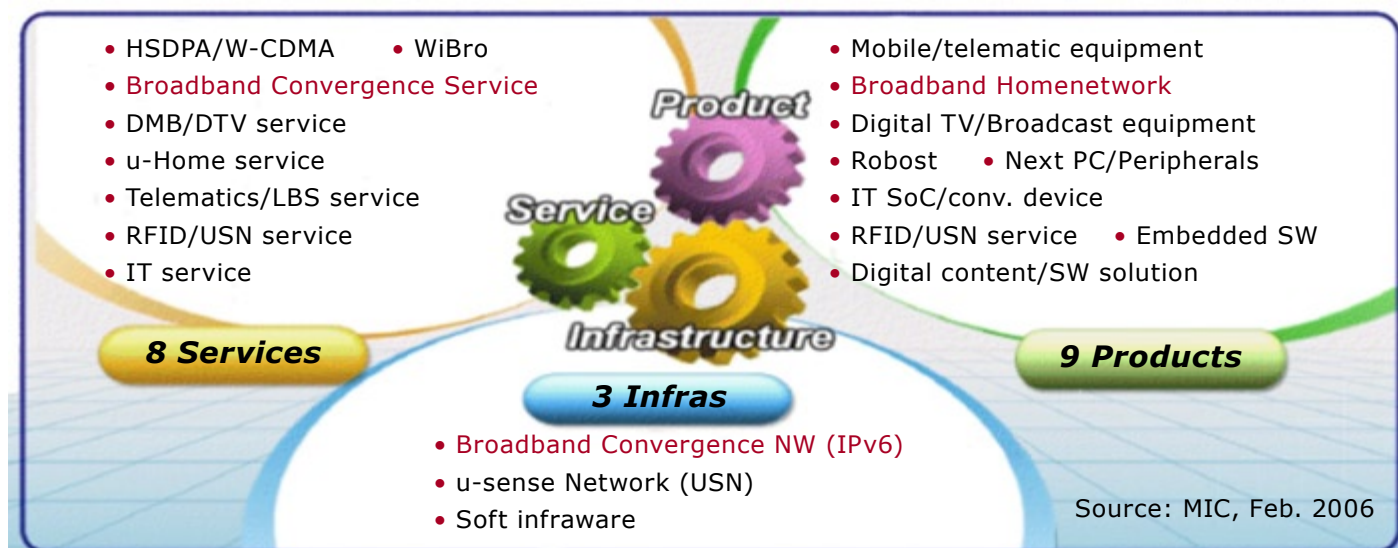 • HSDPA/W-CDMA • WiBro
• Broadband Convergence Service
• DMB/DTV service
• u-Home service
• Telematics/LBS service
• RFID/USN service
• IT service
8 Services
Product
Service
Infrastructure
• Mobile/telematic equipment
• Broadband Homenetwork
• Digital TV/Broadcast equipment
• Robost • Next PC/Peripherals
• IT SoC/conv. device
• RFID/USN service • Embedded SW
• Digital content/SW solution
9 Products
3 Infras
• Broadband Convergence NW (IPv6)
• u-sense Network (USN)
• Soft infraware
Source: MIC, Feb. 2006